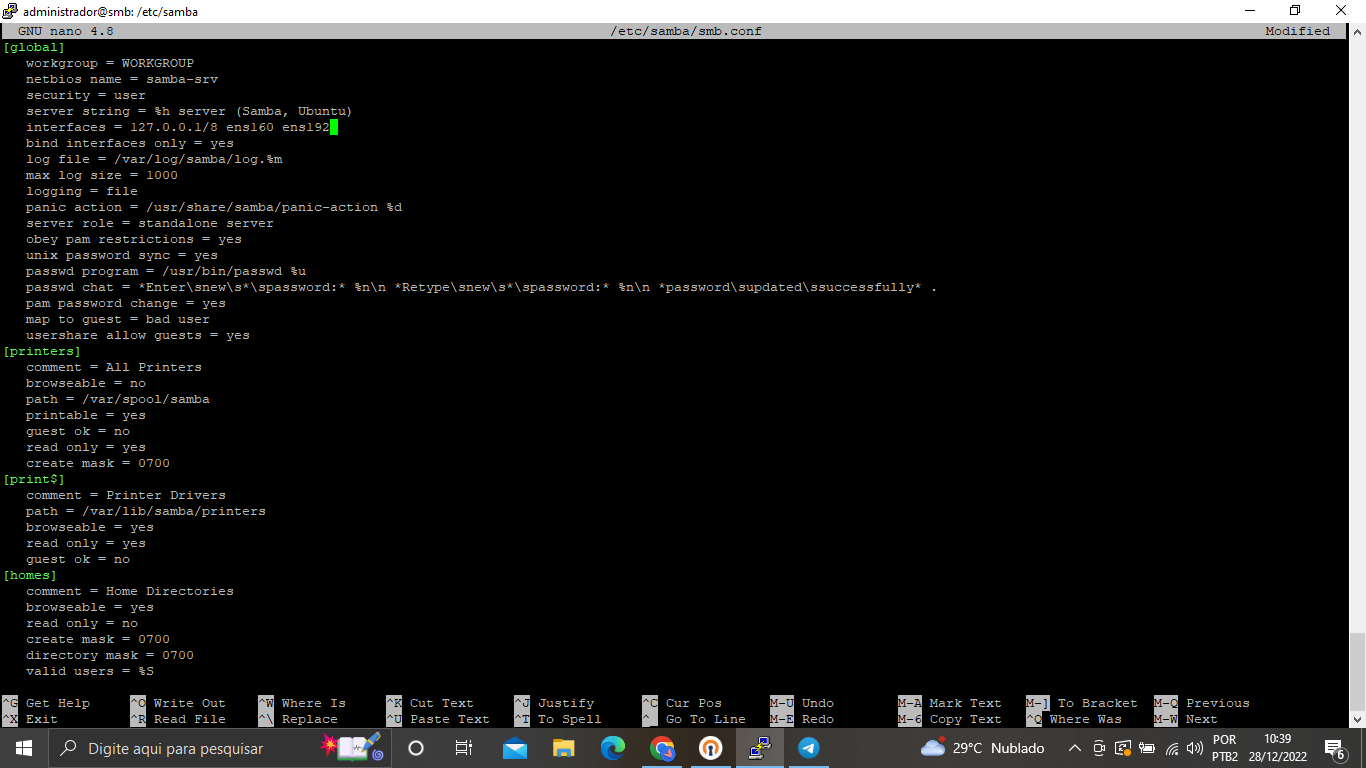 administrador@smb: /etc/samba
GNU nano 4.8 /etc/samba/smb.conf Modified
[global]
workgroup = WORKGROUP
netbios name = samba-srv
security = user
server string = %h server (Samba, Ubuntu)
interfaces = 127.0.0.1/8 ens160 ens192
bind interfaces only = yes
log file = /var/log/samba/log.%m
max log size = 1000
logging = file
panic action = /usr/share/samba/panic-action %d
server role = standalone server
obey pam restrictions = yes
unix password sync = yes
passwd program = /usr/bin/passwd %u
passwd chat = *Enter\snew\s*\spassword:* %n\n *Retype\snew\s*\spassword:* %n\n *password\supdated\ssuccessfully* .
pam password change = yes
map to guest = bad user
usershare allow guests = yes
[printers]
comment = All Printers
browseable = no
path = /var/spool/samba
printable = yes
guest ok = no
read only = yes
create mask = 0700
[print$]
comment = Printer Drivers
path = /var/lib/samba/printers
browseable = yes
read only = yes
guest ok = no
[homes]
comment = Home Directories
browseable = yes
read only = no
create mask = 0700
directory mask = 0700
valid users = %S
^G Get Help ^O Write Out ^W Where Is ^K Cut Text ^J Justify ^C Cur Pos M-U Undo M-A Mark Text M-] To Bracket M-Q Previous
^X Exit ^R Read File ^\ Replace ^U Paste Text ^T To Spell ^_ Go To Line M-E Redo M-6 Copy Text ^Q Where Was M-W Next
Digite aqui para pesquisar 29°C Nublado POR 10:39
PTB2 28/12/2022 6